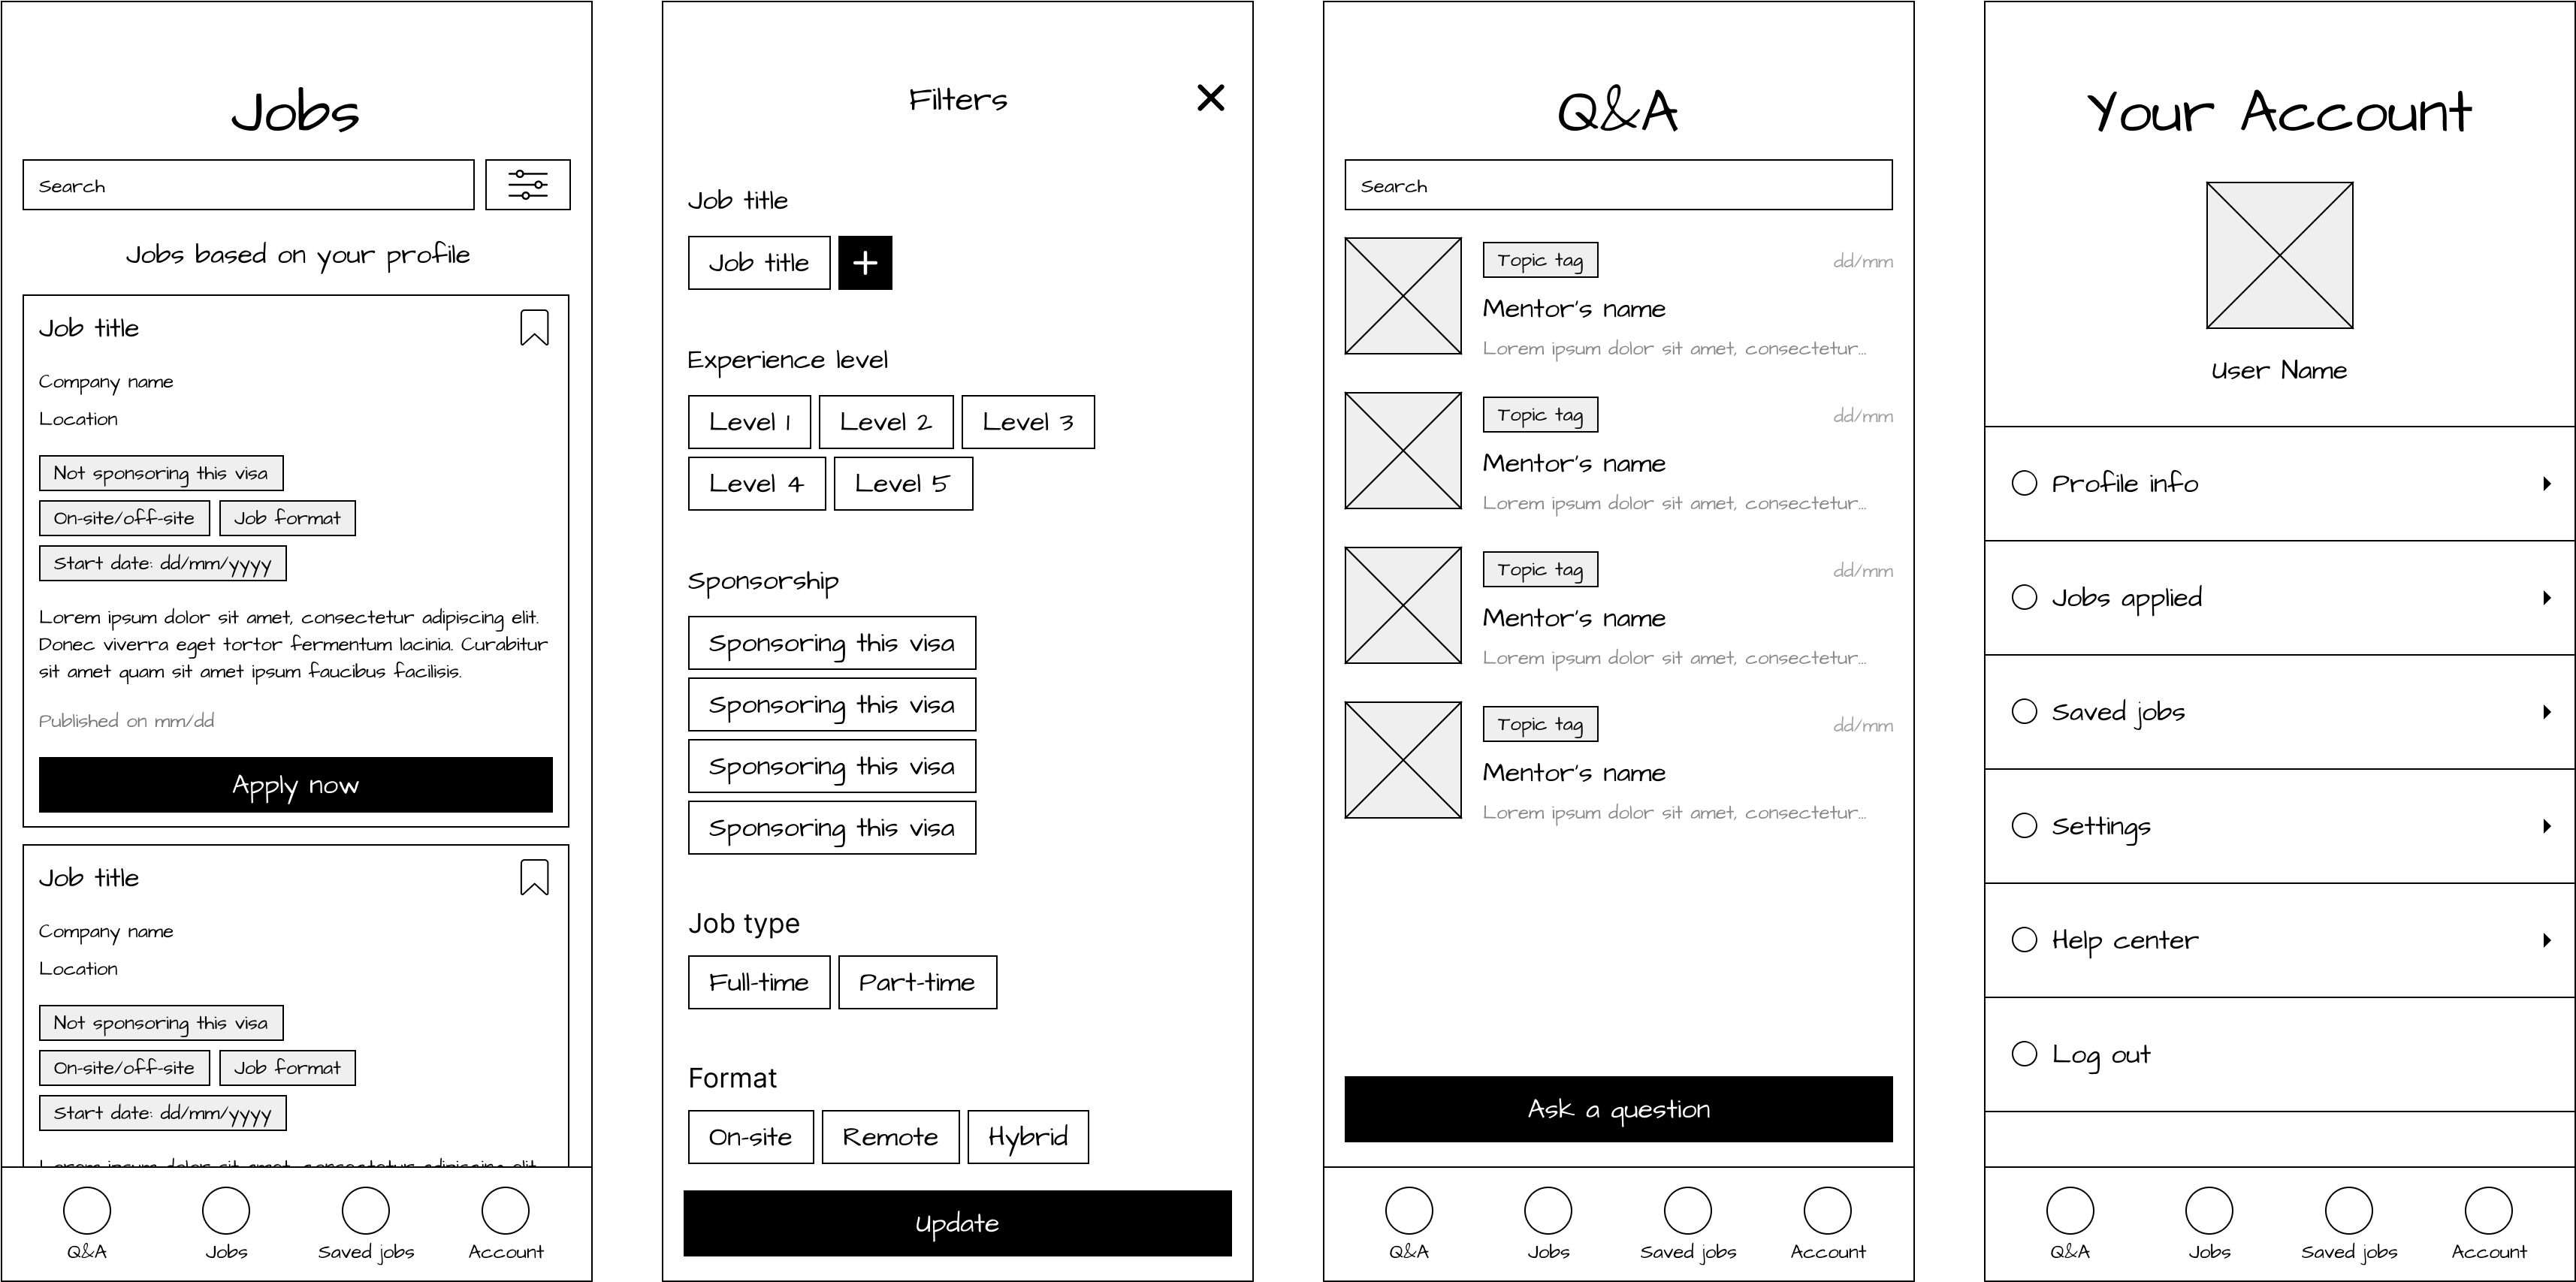 Jobs
Search
Jobs based on your profile
Job title
Company name
Location
Not sponsoring this visa
On-site/off-site Job format
Start date: dd/mm/yyyy
Lorem ipsum dolor sit amet, consectetur adipiscing elit.
Donec viverra eget tortor fermentum lacinia. Curabitur
sit amet quam sit amet ipsum faucibus facilisis.
Published on mm/dd
Apply now
Job title
Company name
Location
Not sponsoring this visa
On-site/off-site Job format
Start date: dd/mm/yyyy
Lorem ipsum dolor sit amet, consectetur adipiscing elit.
Q&A Jobs Saved jobs Account
Filters
Job title
Job title
Experience level
Level 1 Level 2 Level 3
Level 4 Level 5
Sponsorship
Sponsoring this visa
Sponsoring this visa
Sponsoring this visa
Sponsoring this visa
Job type
Full-time Part-time
Format
On-site Remote Hybrid
Update
Q&A
Search
Topic tag dd/mm
Mentor's name
Lorem ipsum dolor sit amet, consectetur...
Topic tag dd/mm
Mentor's name
Lorem ipsum dolor sit amet, consectetur...
Topic tag dd/mm
Mentor's name
Lorem ipsum dolor sit amet, consectetur...
Topic tag dd/mm
Mentor's name
Lorem ipsum dolor sit amet, consectetur...
Ask a question
Q&A Jobs Saved jobs Account
Your Account
User Name
Profile info
Jobs applied
Saved jobs
Settings
Help center
Log out
Q&A Jobs Saved jobs Account